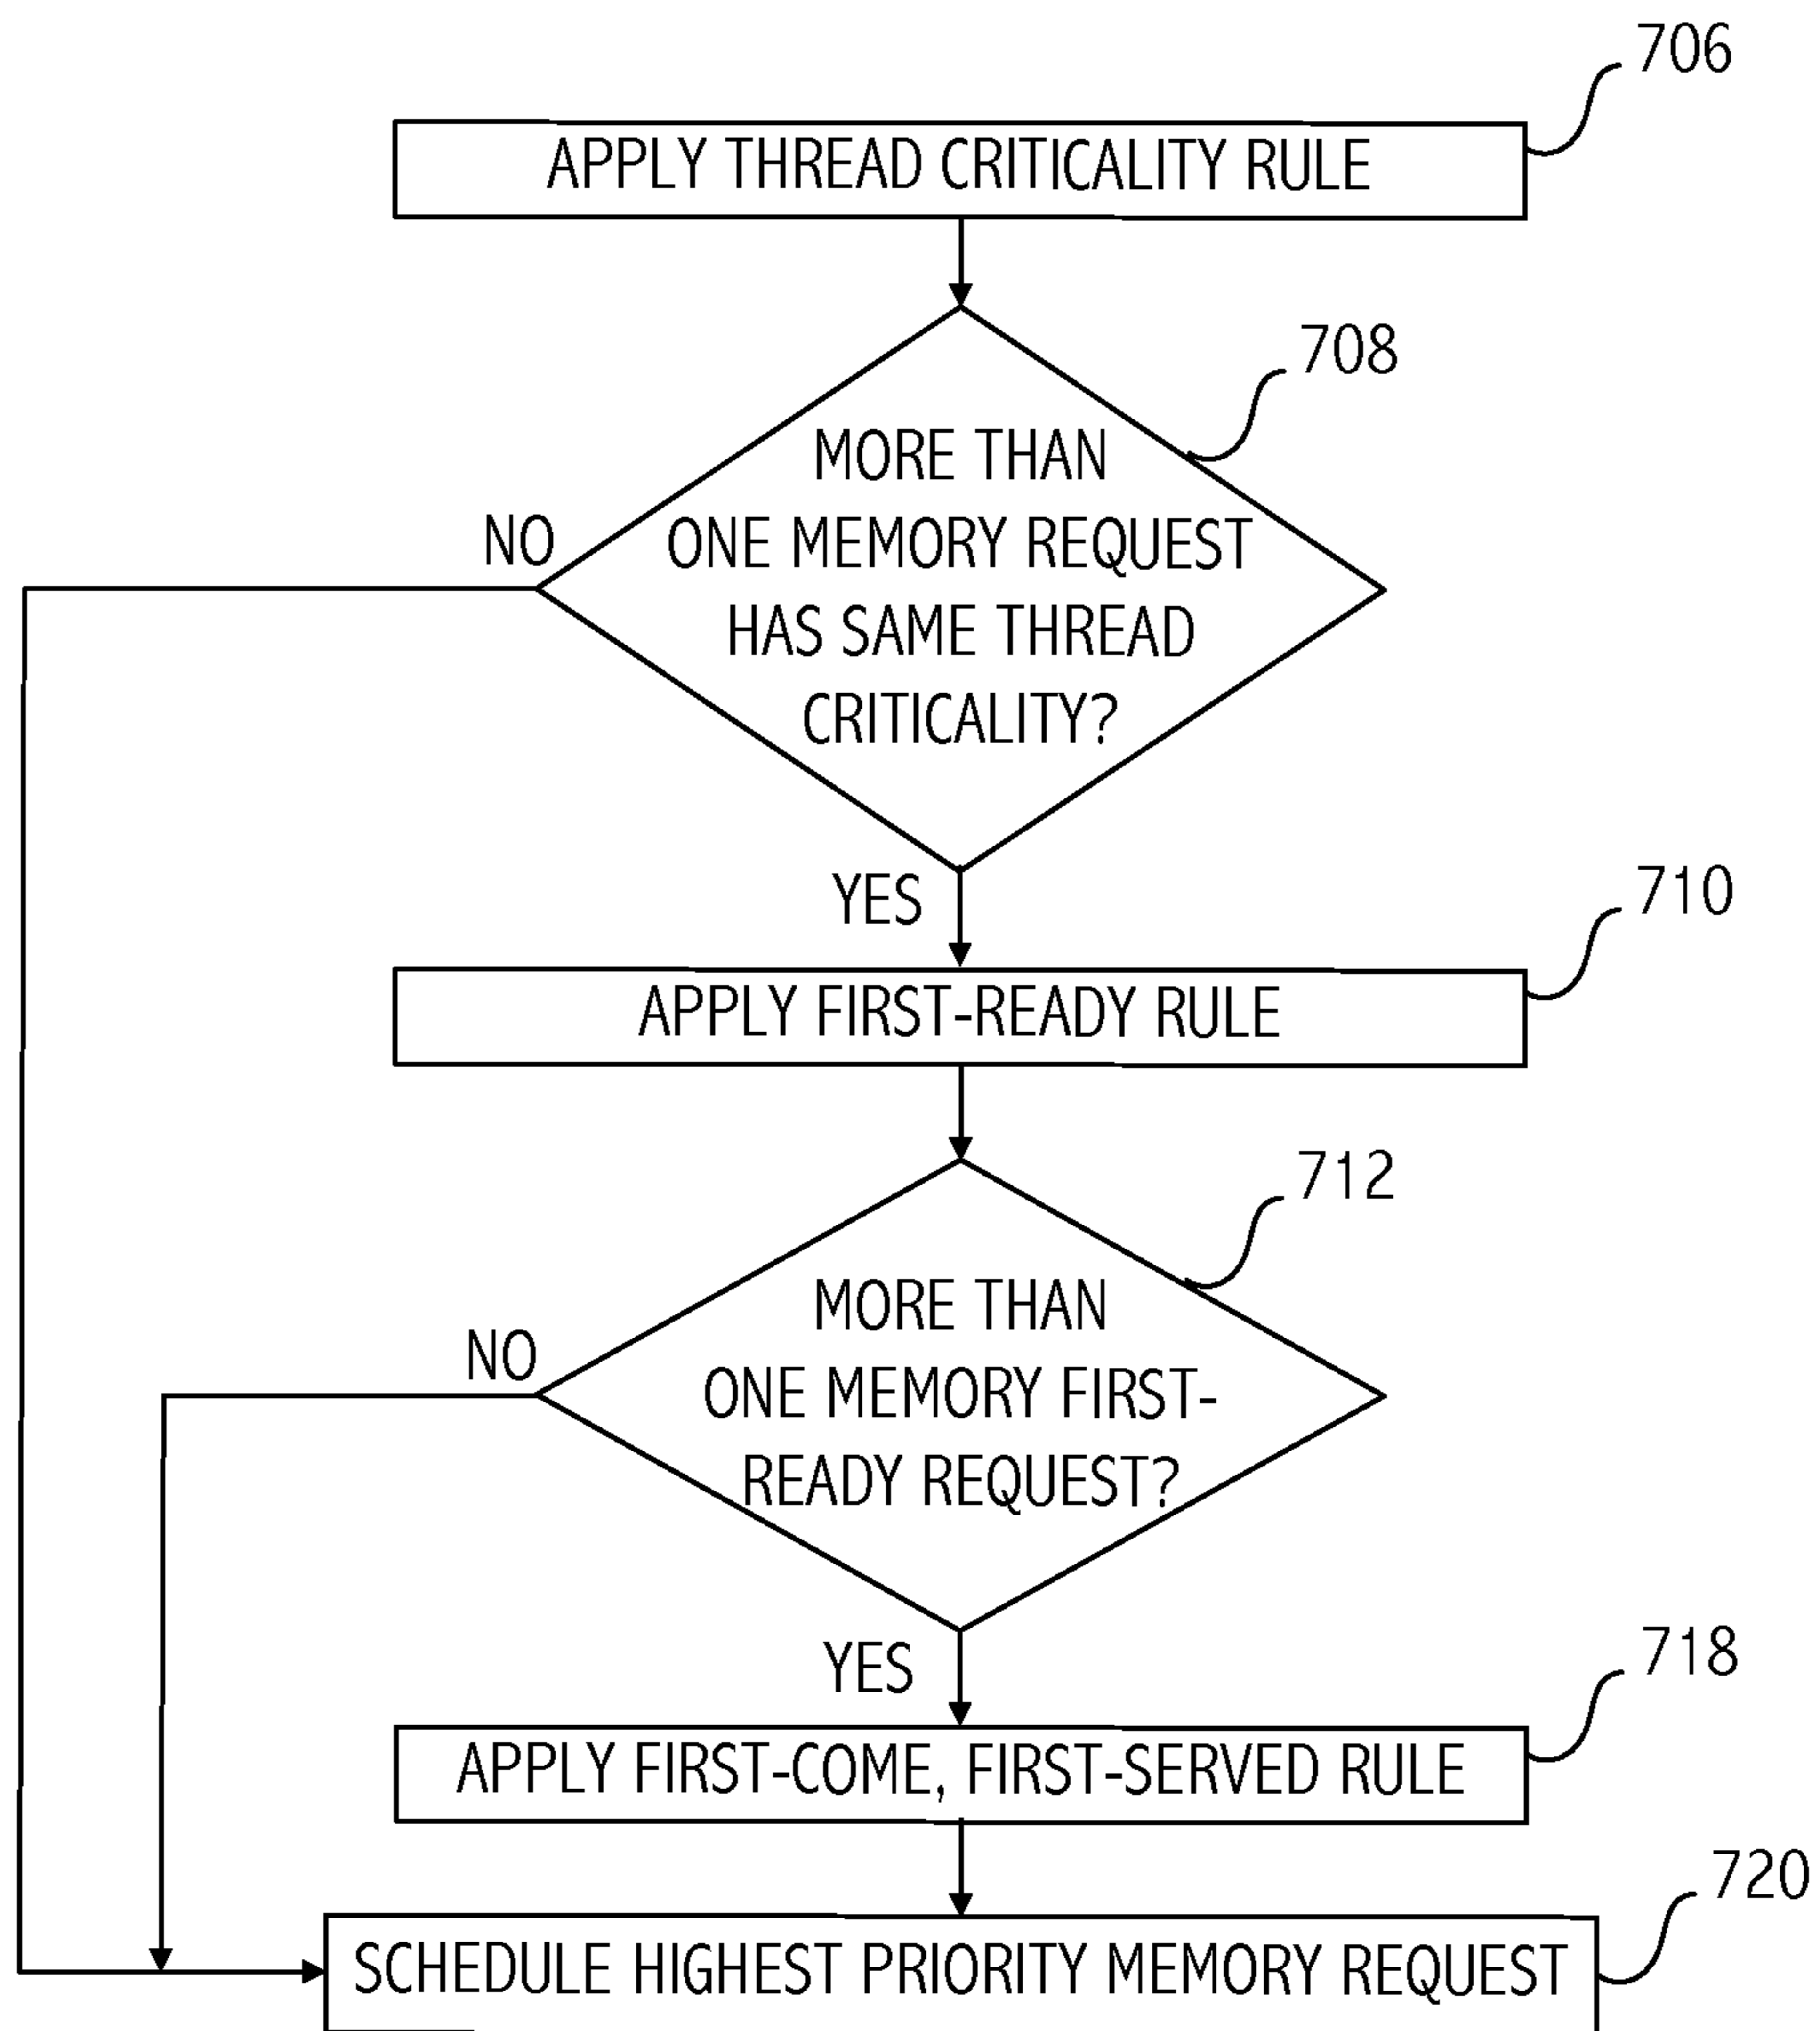 706
APPLY THREAD CRITICALITY RULE
708
MORE THAN
NO
ONE MEMORY REQUEST
HAS SAME THREAD
CRITICALITY?
YES
710
APPLY FIRST-READY RULE
712
MORE THAN
NO
ONE MEMORY FIRST-
READY REQUEST?
YES
718
APPLY FIRST-COME, FIRST-SERVED RULE
720
SCHEDULE HIGHEST PRIORITY MEMORY REQUEST